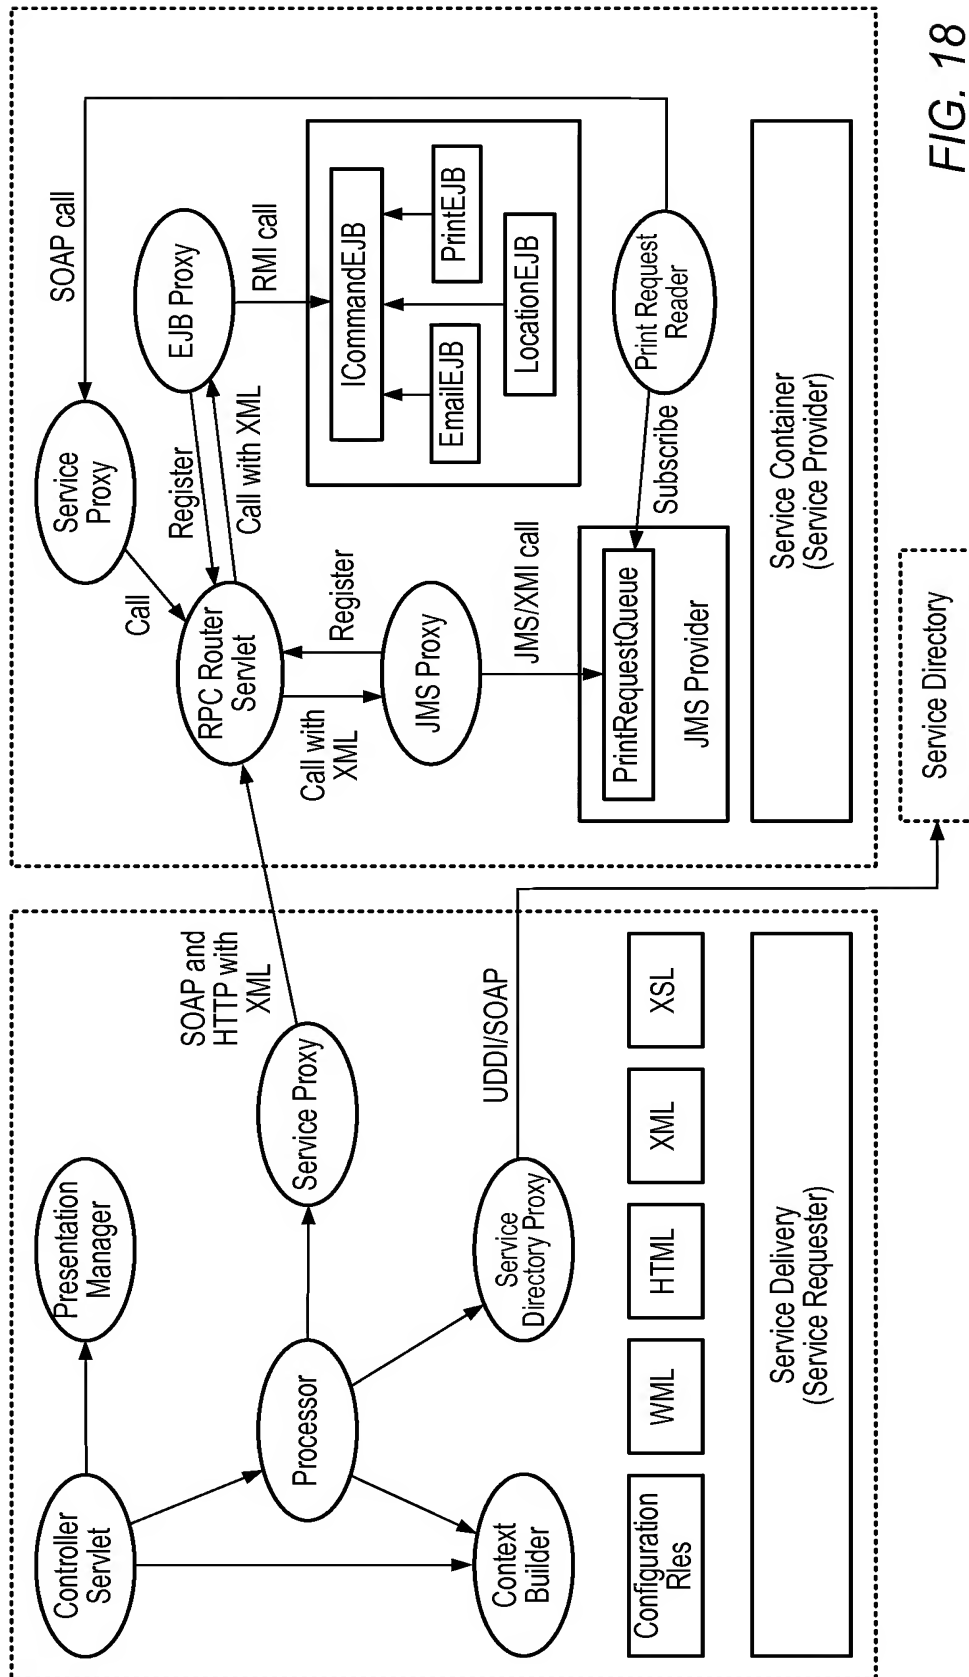 Controller
Servlet
Presentation
Manager
Processor
Service Proxy
Context
Builder
Service
Directory Proxy
SOAP and
HTTP with
XML
UDDI/SOAP
Configuration
Rles
WML
HTML
XML
XSL
Service Delivery
(Service Requester)
Service
Proxy
SOAP call
Call
RPC Router
Servlet
Register
Call with XML
EJB Proxy
RMI call
Call with
XML
Register
JMS Proxy
ICommandEJB
EmailEJB
PrintEJB
LocationEJB
JMS/XMI call
Subscribe
Print Request
Reader
PrintRequestQueue
JMS Provider
Service Container
(Service Provider)
Service Directory
FIG. 18